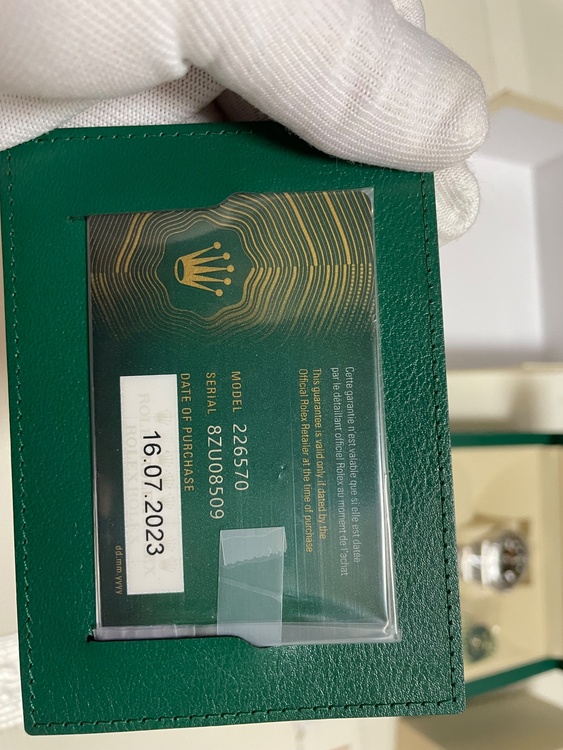 Cette garantie n'est valable que si elle est datée
par le détaillant officiel Rolex au moment de l'achat
This guarantee is valid only if dated by the
Official Rolex Retailer at the time of purchase
MODEL 226570
SERIAL 8ZU08509
DATE OF PURCHASE
16.07.2023
dd.mm.yyyy